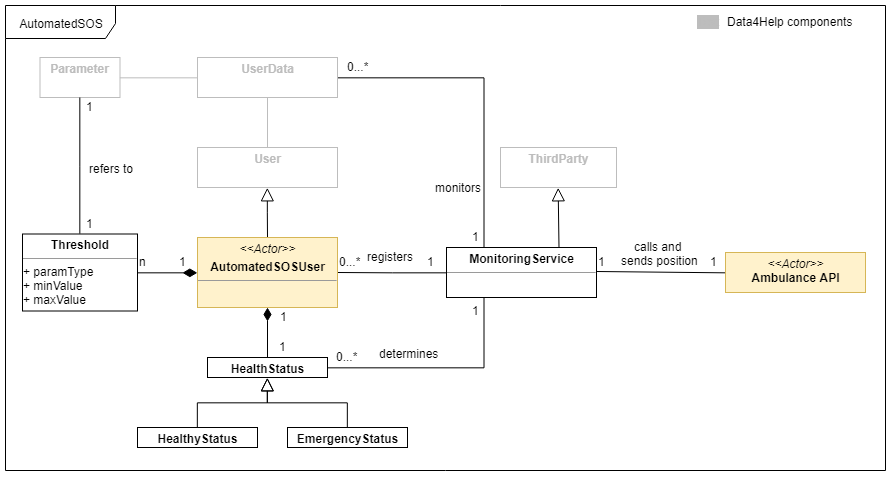 AutomatedSOS
Data4Help components
Parameter
UserData
0...*
1
refers to
User
ThirdParty
monitors
1
1
Threshold
+ paramType
+ minValue
+ maxValue
n
1
<<Actor>>
AutomatedSOSUser
0...*
registers
1
MonitoringService
1
calls and
sends position
1
<<Actor>>
Ambulance API
1
1
1
0...*
determines
HealthStatus
HealthyStatus
EmergencyStatus